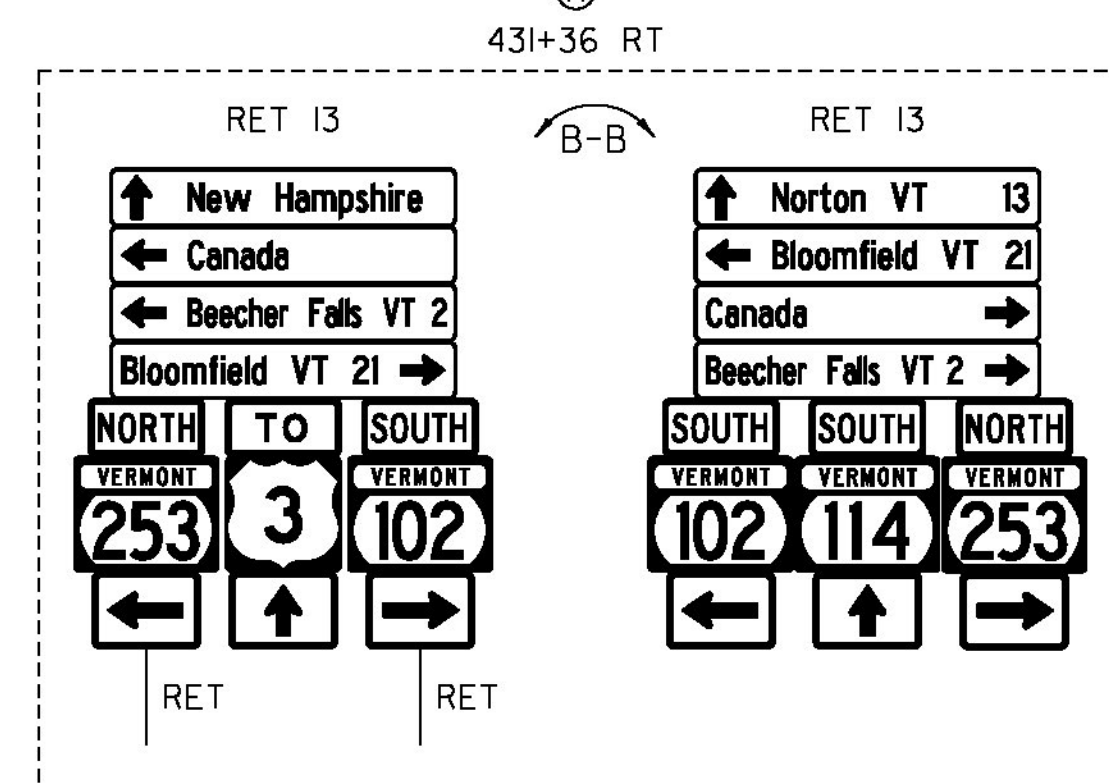 431+36 RT
RET 13
B-B
RET 13
New Hampshire
Canada
Beecher Falls VT 2
Bloomfield VT 21
NORTH TO SOUTH
VERMONT VERMONT
253 3 102
RET RET
Norton VT 13
Bloomfield VT 21
Canada
Beecher Falls VT 2
SOUTH SOUTH NORTH
VERMONT VERMONT VERMONT
102 114 253